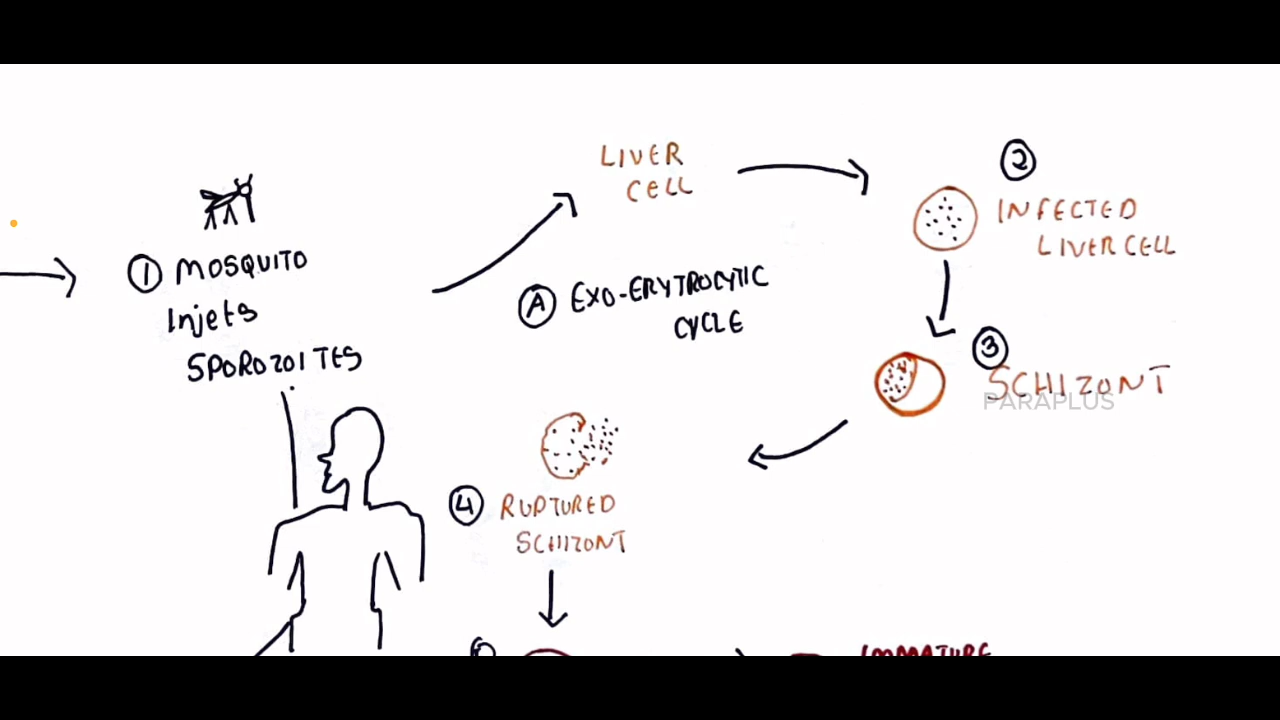 LIVER
CELL
2
INFECTED
LIVER CELL
1 MOSQUITO
Injets
SPOROZOITES
A EXO-ERYTROCYTIC
CYCLE
3
SCHIZONT
PARAPLUS
4 RUPTURED
SCHIZONT
IMMATURE